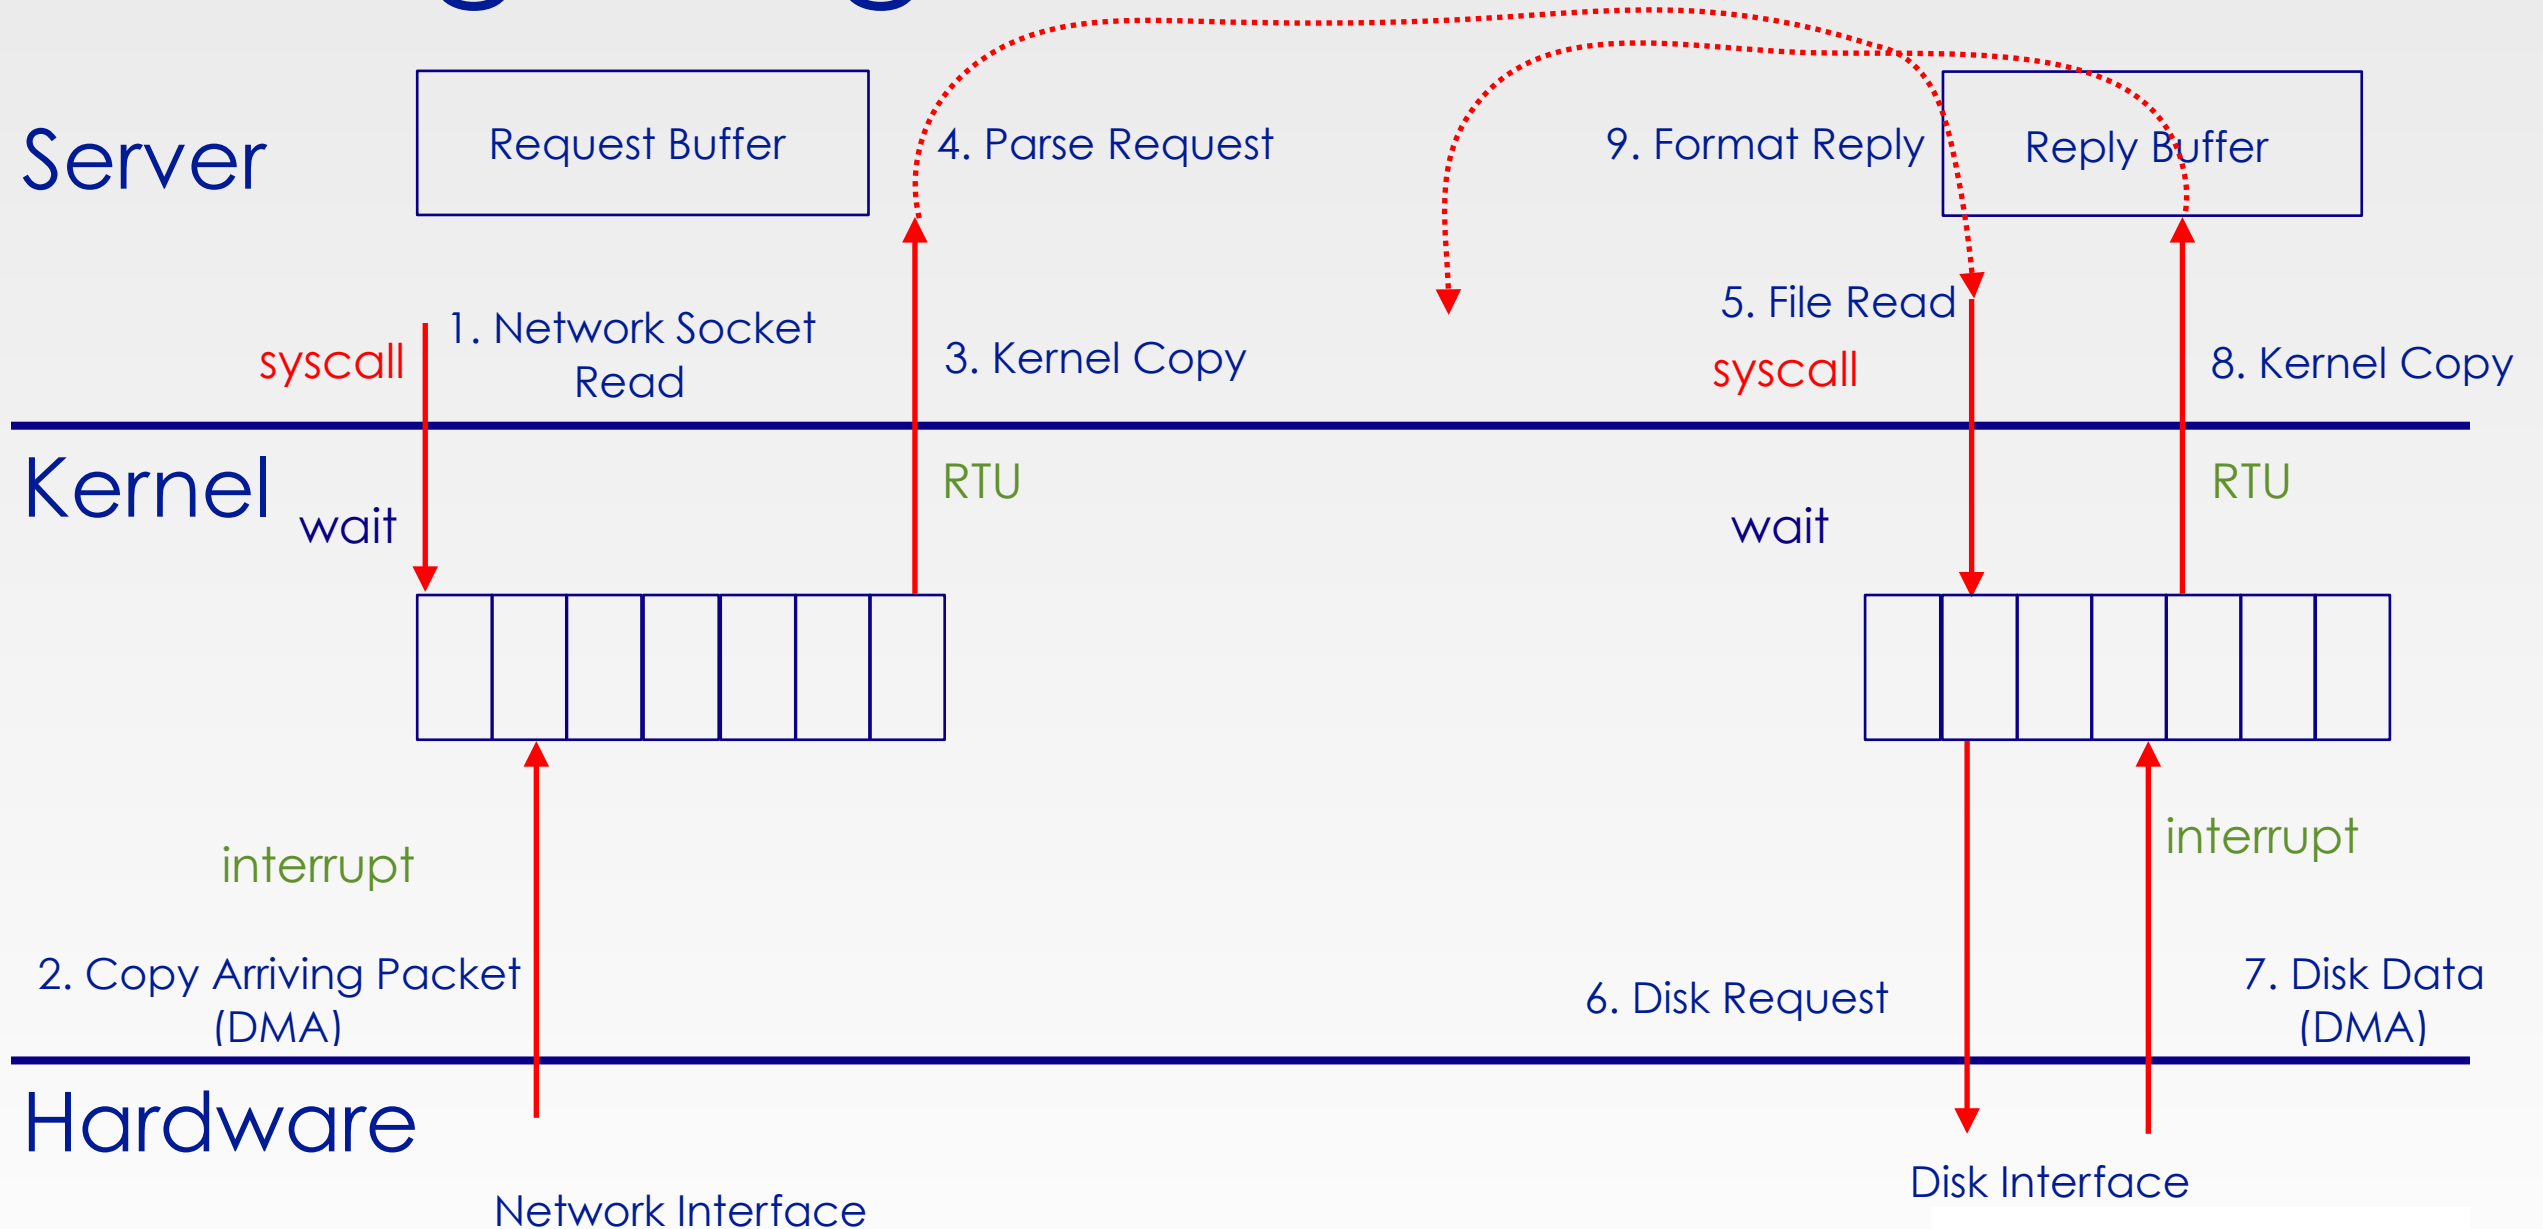 Server
Request Buffer
4. Parse Request
9. Format Reply
Reply Buffer
syscall
1. Network Socket
Read
3. Kernel Copy
5. File Read
syscall
8. Kernel Copy
Kernel
wait
RTU
wait
RTU
interrupt
interrupt
2. Copy Arriving Packet
(DMA)
6. Disk Request
7. Disk Data
(DMA)
Hardware
Network Interface
Disk Interface